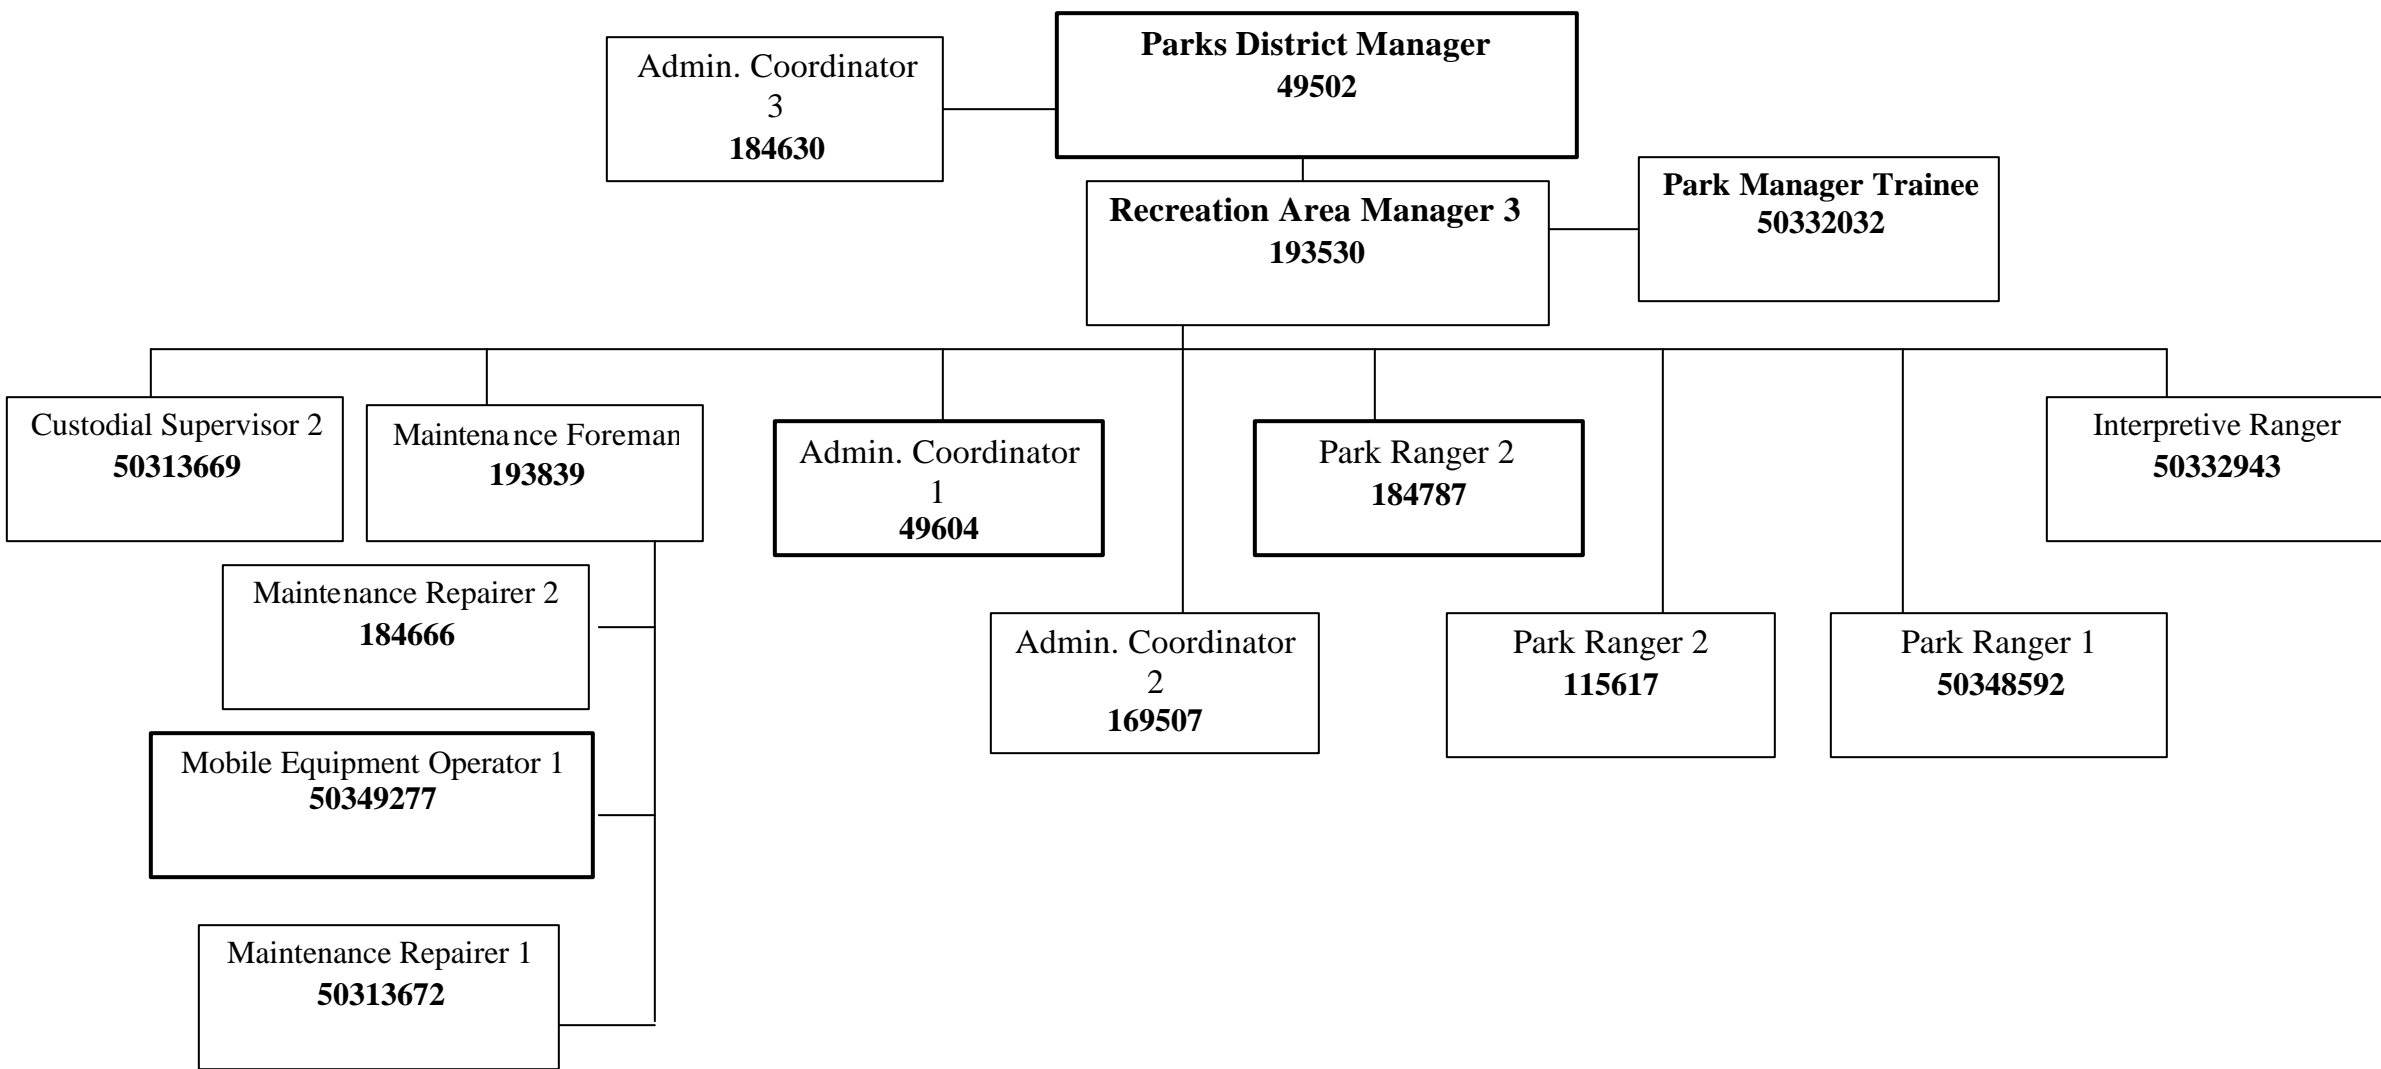 Parks District Manager
49502
Admin. Coordinator
3
184630
Park Manager Trainee
50332032
Recreation Area Manager 3
193530
Custodial Supervisor 2
50313669
Maintenance Foreman
193839
Admin. Coordinator
1
49604
Park Ranger 2
184787
Interpretive Ranger
50332943
Maintenance Repairer 2
184666
Admin. Coordinator
2
169507
Park Ranger 2
115617
Park Ranger 1
50348592
Mobile Equipment Operator 1
50349277
Maintenance Repairer 1
50313672